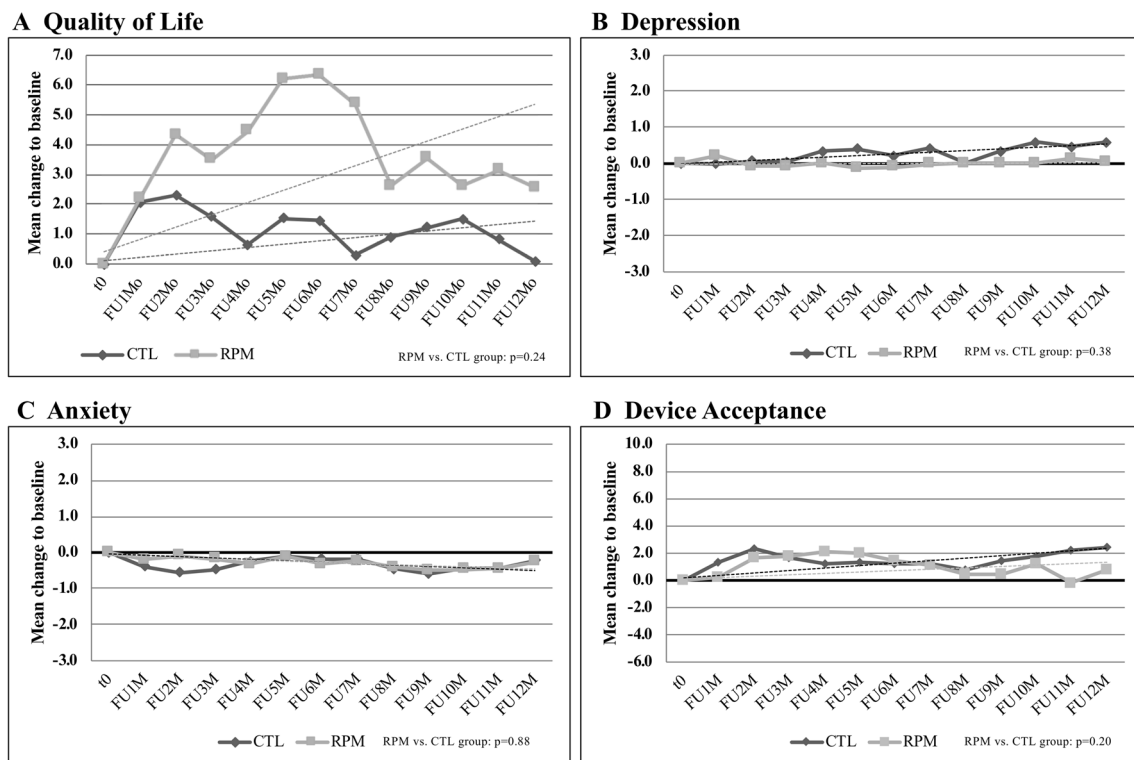 A Quality of Life
Mean change to baseline
7.0
6.0
5.0
4.0
3.0
2.0
1.0
0.0
t0
FU1Mo
FU2Mo
FU3Mo
FU4Mo
FU5Mo
FU6Mo
FU7Mo
FU8Mo
FU9Mo
FU10Mo
FU11Mo
FU12Mo
CTL RPM RPM vs. CTL group: p=0.24
B Depression
Mean change to baseline
3.0
2.0
1.0
0.0
-1.0
-2.0
-3.0
t0
FU1M
FU2M
FU3M
FU4M
FU5M
FU6M
FU7M
FU8M
FU9M
FU10M
FU11M
FU12M
CTL RPM RPM vs. CTL group: p=0.38
C Anxiety
Mean change to baseline
3.0
2.0
1.0
0.0
-1.0
-2.0
-3.0
t0
FU1M
FU2M
FU3M
FU4M
FU5M
FU6M
FU7M
FU8M
FU9M
FU10M
FU11M
FU12M
CTL RPM RPM vs. CTL group: p=0.88
D Device Acceptance
Mean change to baseline
10.0
8.0
6.0
4.0
2.0
0.0
-2.0
-4.0
-6.0
t0
FU1M
FU2M
FU3M
FU4M
FU5M
FU6M
FU7M
FU8M
FU9M
FU10M
FU11M
FU12M
CTL RPM RPM vs. CTL group: p=0.20